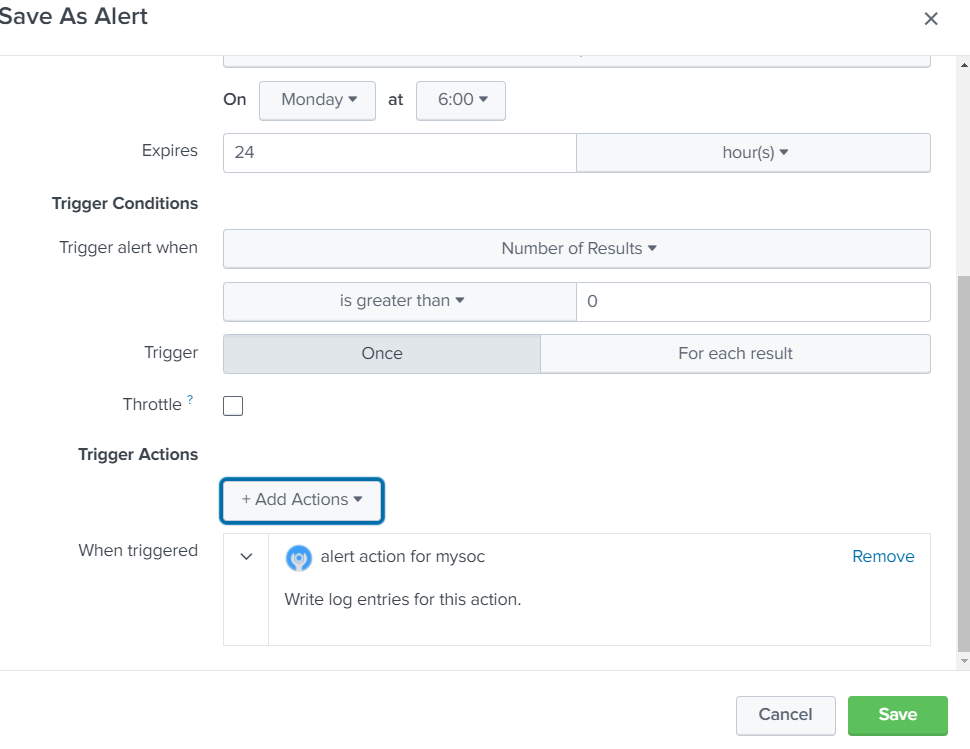 Save As Alert
On Monday at 6:00
Expires 24 hour(s)
Trigger Conditions
Trigger alert when Number of Results
is greater than 0
Trigger Once For each result
Throttle ?
Trigger Actions
+ Add Actions
When triggered alert action for mysoc Remove
Write log entries for this action.
Cancel Save